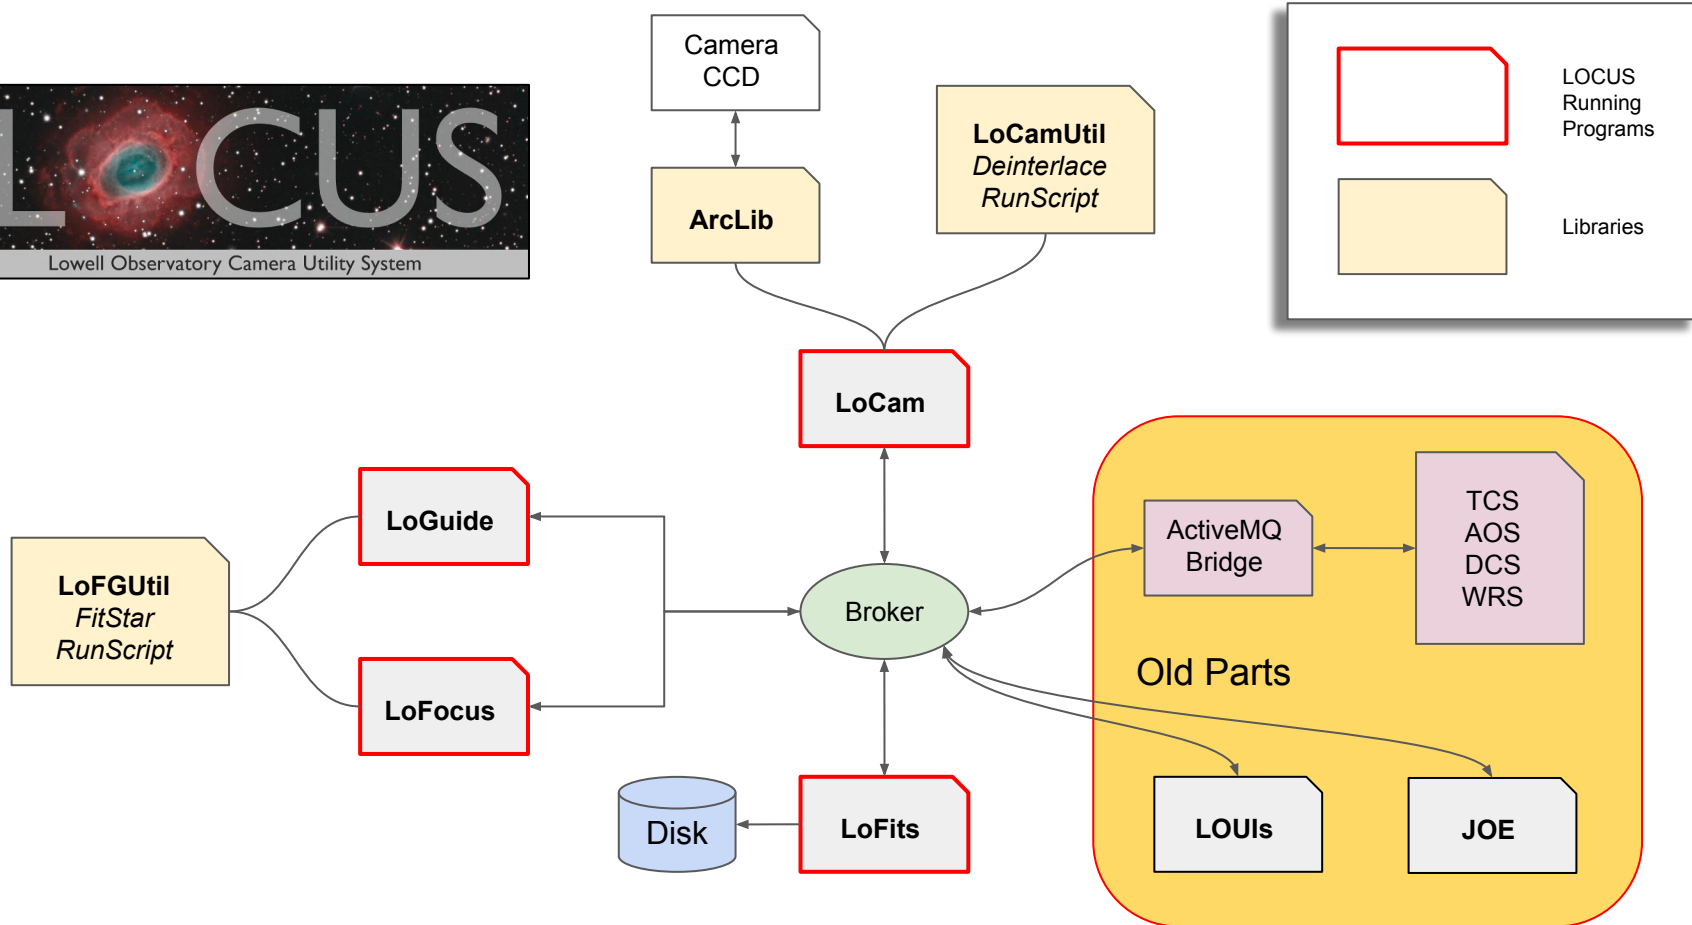 Camera
CCD
LOCUS
Lowell Observatory Camera Utility System
LoCamUtil
Deinterlace
RunScript
LOCUS
Running
Programs
ArcLib
Libraries
LoCam
LoGuide
ActiveMQ
Bridge
TCS
AOS
DCS
WRS
LoFGUtil
FitStar
RunScript
Broker
Old Parts
LoFocus
Disk
LoFits
LOUIs
JOE